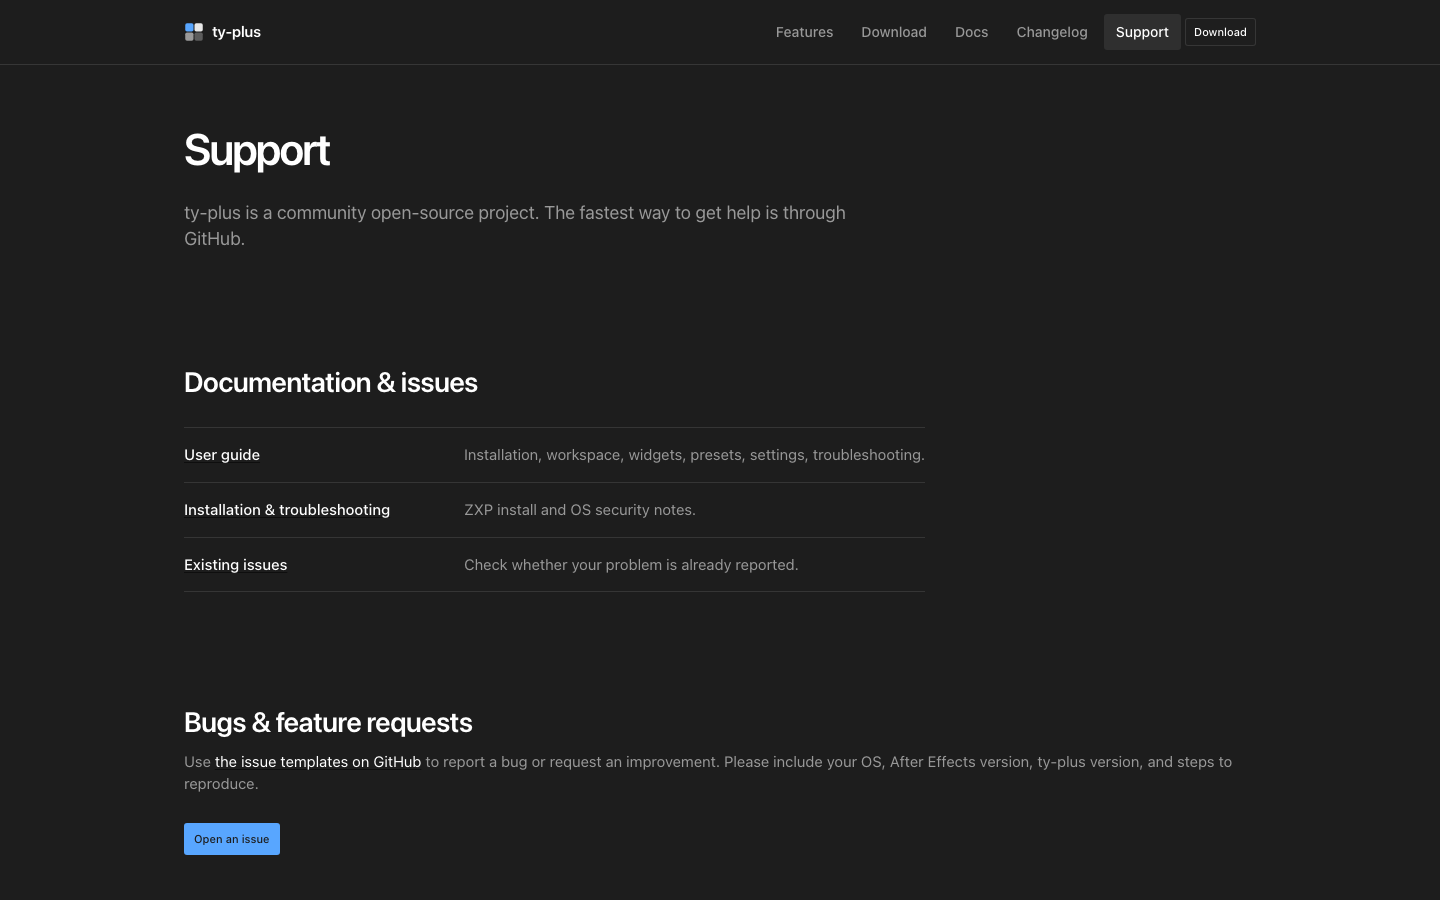 ty-plus
Features
Download
Docs
Changelog
Support
Download
Support
ty-plus is a community open-source project. The fastest way to get help is through
GitHub.
Documentation & issues
User guide
Installation, workspace, widgets, presets, settings, troubleshooting.
Installation & troubleshooting
ZXP install and OS security notes.
Existing issues
Check whether your problem is already reported.
Bugs & feature requests
Use the issue templates on GitHub to report a bug or request an improvement. Please include your OS, After Effects version, ty-plus version, and steps to
reproduce.
Open an issue